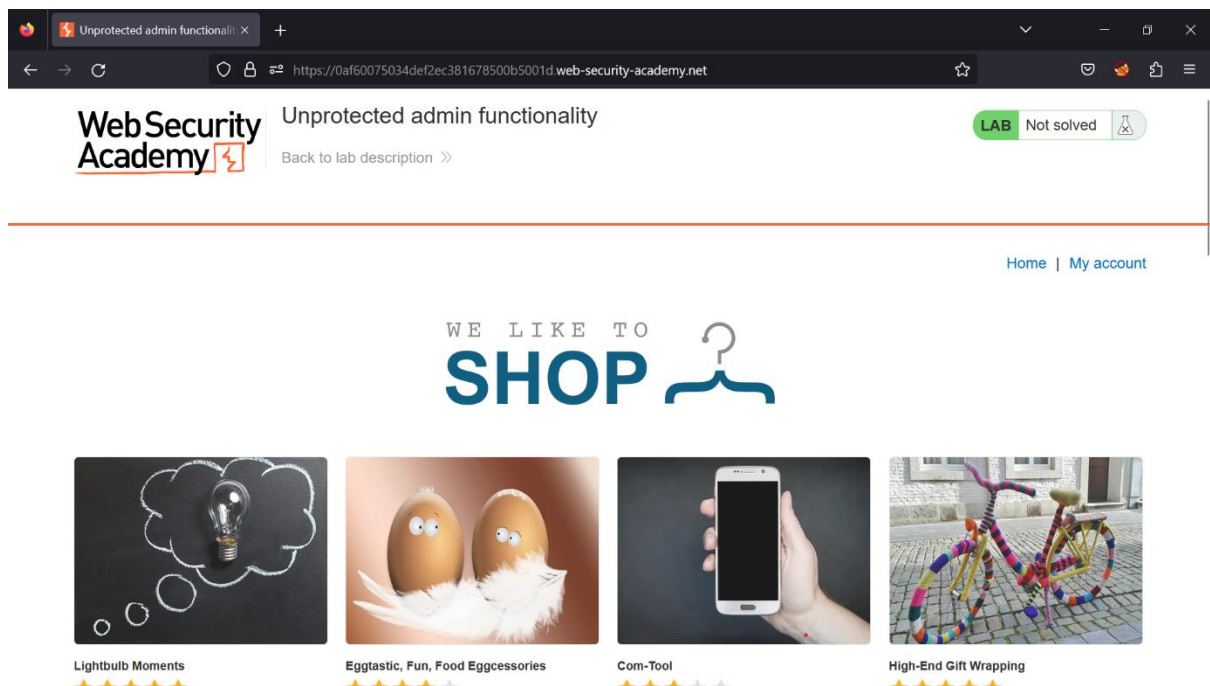 Unprotected admin functionalit
https://0af60075034def2ec381678500b5001d.web-security-academy.net
Web Security
Academy
Unprotected admin functionality
Back to lab description
LAB Not solved
Home | My account
WE LIKE TO
SHOP
Lightbulb Moments
Eggtastic, Fun, Food Eggcessories
Com-Tool
High-End Gift Wrapping